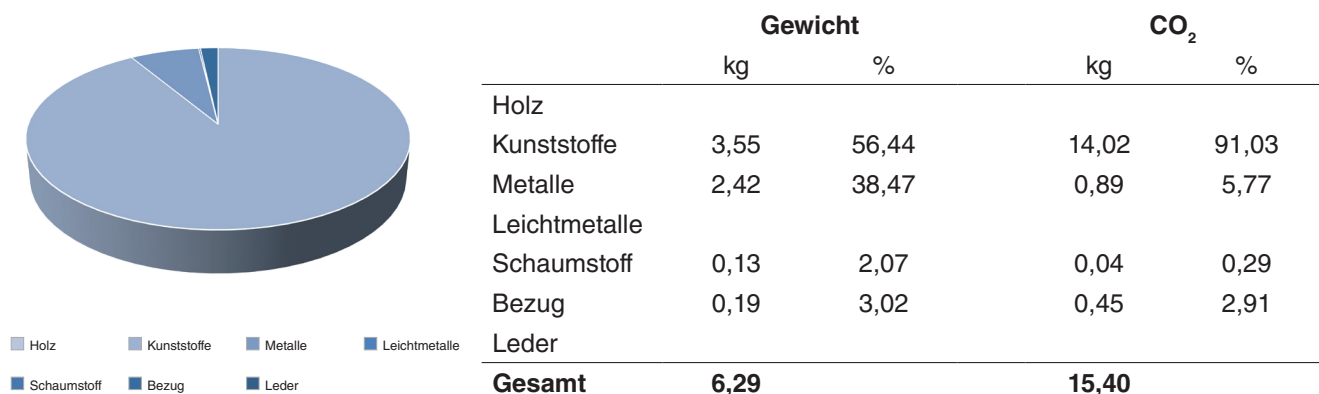 Gewicht CO2
kg % kg %
Holz
Kunststoffe 3,55 56,44 14,02 91,03
Metalle 2,42 38,47 0,89 5,77
Leichtmetalle
Schaumstoff 0,13 2,07 0,04 0,29
Bezug 0,19 3,02 0,45 2,91
Leder
Gesamt 6,29 15,40
Holz Kunststoffe Metalle Leichtmetalle
Schaumstoff Bezug Leder